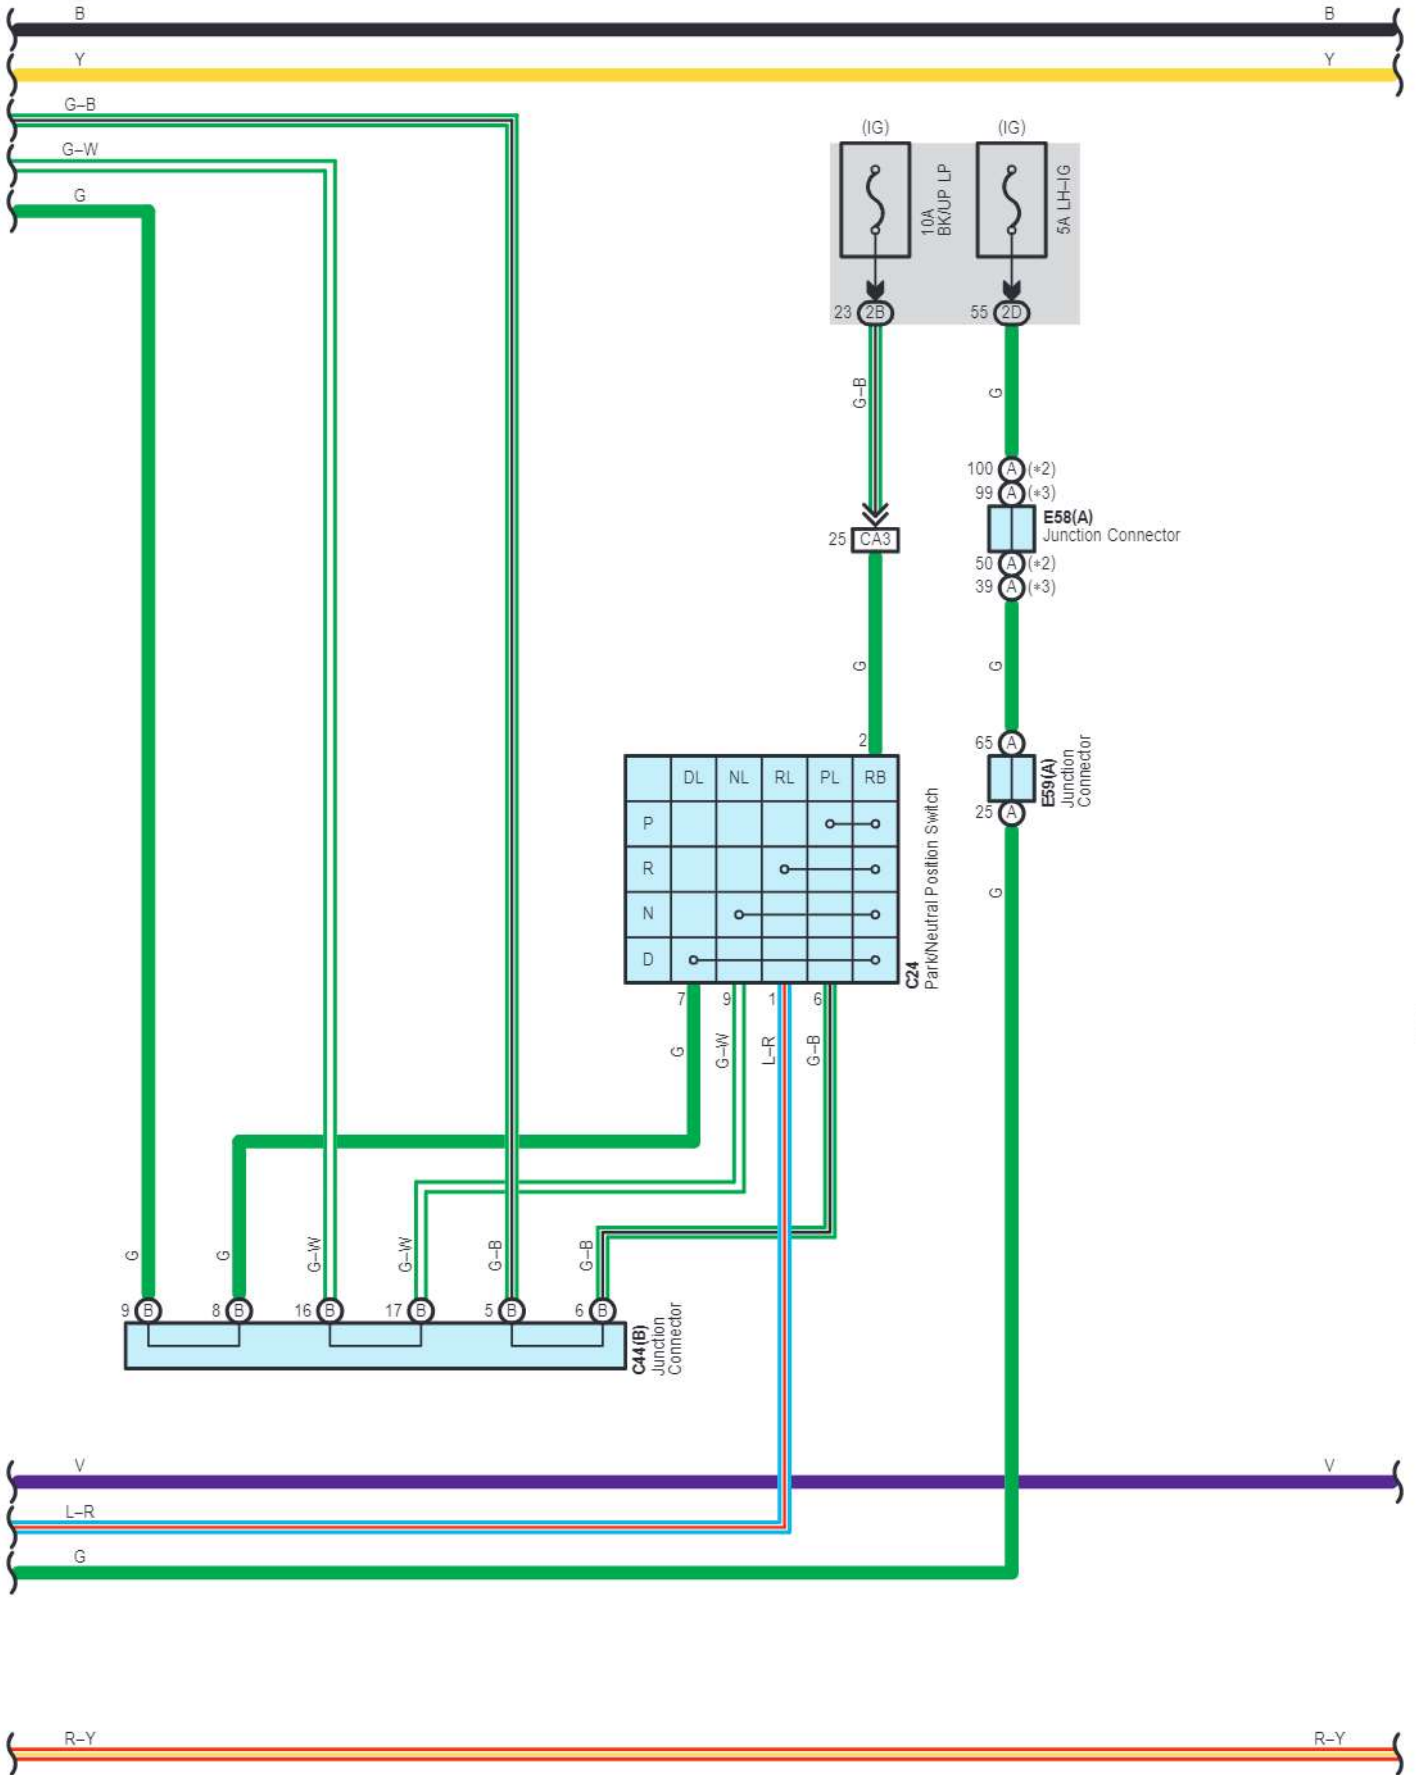 B B
Y Y
G–B
G–W
G
(IG) (IG)
10A
BK/UP LP
5A LH–IG
23 2B
55 2D
G–B
G
100 A (*2)
99 A (*3)
E58(A)
Junction Connector
25 CA3
50 A (*2)
39 A (*3)
G
G
2
65 A
E59(A)
Junction
Connector
25 A
DL NL RL PL RB
P
R
N
D
C24
Park/Neutral Position Switch
G
7 9 1 6
G
G–W
L–R
G–B
G
G
G–W
G–W
G–B
G–B
9 B
8 B
16 B
17 B
5 B
6 B
C44(B)
Junction
Connector
V V
L–R
G
R–Y R–Y